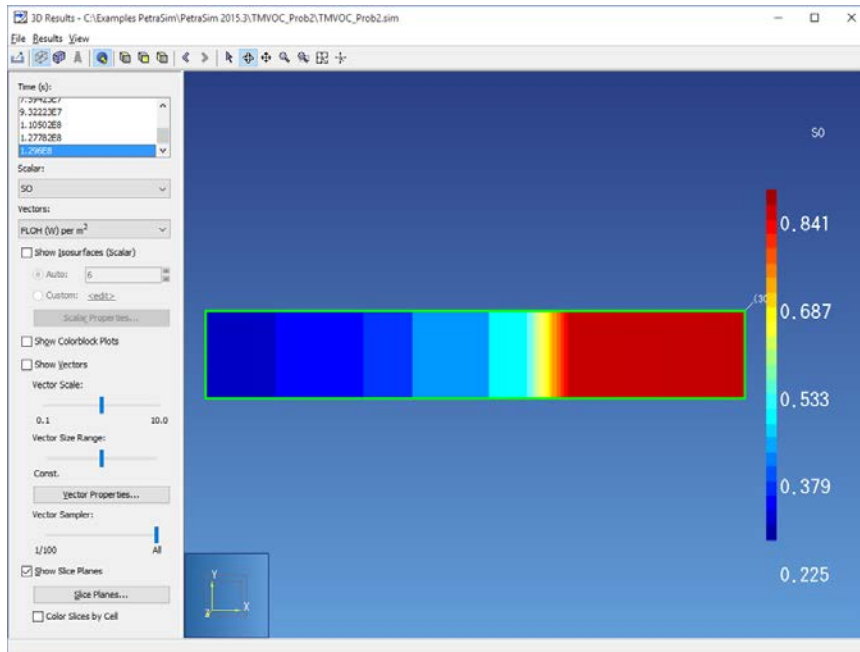 3D Results - C:\Examples PetraSim\PetraSim 2015.3\TMVOC_Prob2\TMVOC_Prob2.sim
File Results View
Time (s):
9.32223E7
1.10502E8
1.27782E8
1.296E8
Scalar:
SO
Vectors:
FLOH (W) per m²
Show Isosurfaces (Scalar)
Auto: 6
Custom: <edit>
Scalar Properties...
Show Colorblock Plots
Show Vectors
Vector Scale:
0.1 10.0
Vector Size Range:
Const.
Vector Properties...
Vector Sampler:
1/100 All
Show Slice Planes
Slice Planes...
Color Slices by Cell
SO
0.841
(30
0.687
0.533
0.379
0.225
Y
X